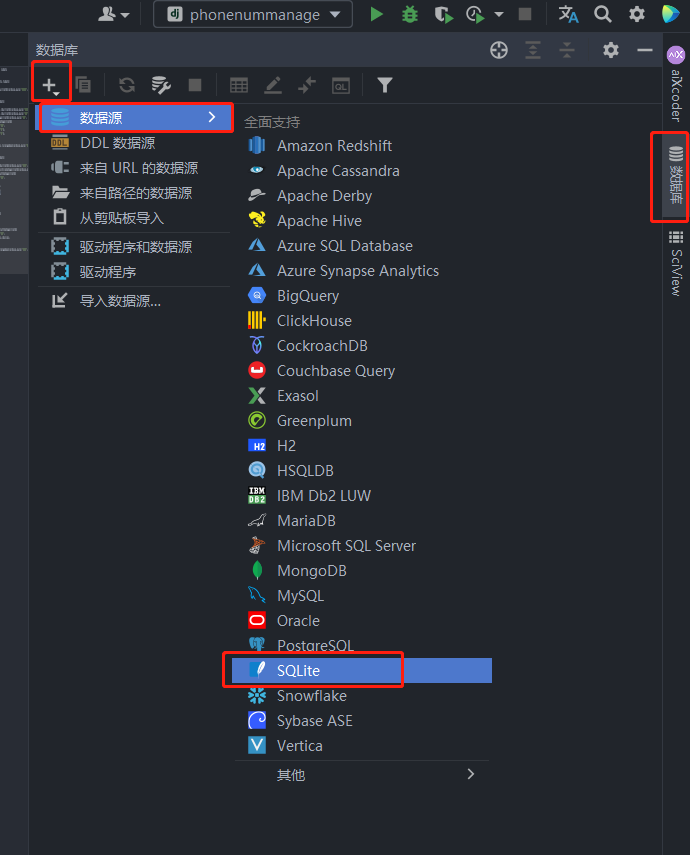 phonenummanage
数据库
数据源
DDL 数据源
来自 URL 的数据源
来自路径的数据源
从剪贴板导入
驱动程序和数据源
驱动程序
导入数据源...
全面支持
Amazon Redshift
Apache Cassandra
Apache Derby
Apache Hive
Azure SQL Database
Azure Synapse Analytics
BigQuery
ClickHouse
CockroachDB
Couchbase Query
Exasol
Greenplum
H2
HSQLDB
IBM Db2 LUW
MariaDB
Microsoft SQL Server
MongoDB
MySQL
Oracle
PostgreSQL
SQLite
Snowflake
Sybase ASE
Vertica
其他
aiXcoder
数据库
SciView